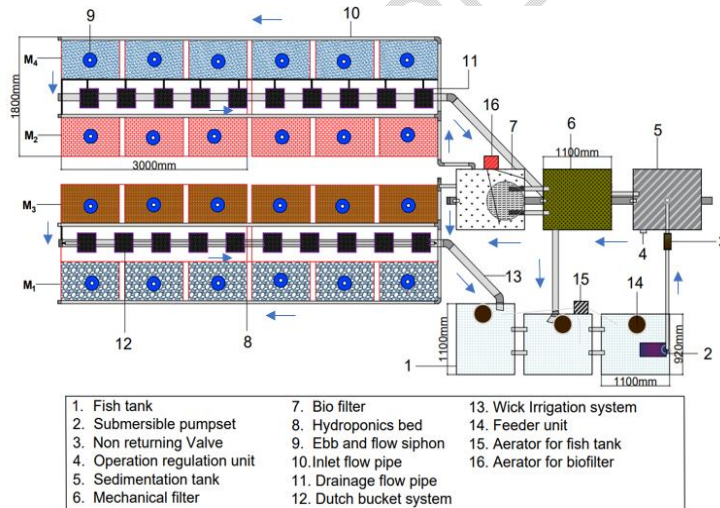 9
10
M₄
11
1800mm
16
7
6
5
1100mm
M₂
3000mm
M₃
3
4
M₁
13
15
14
1100mm
920mm
12
8
1
2
1100mm
1. Fish tank
2. Submersible pumpset
3. Non returning Valve
4. Operation regulation unit
5. Sedimentation tank
6. Mechanical filter
7. Bio filter
8. Hydroponics bed
9. Ebb and flow siphon
10. Inlet flow pipe
11. Drainage flow pipe
12. Dutch bucket system
13. Wick Irrigation system
14. Feeder unit
15. Aerator for fish tank
16. Aerator for biofilter